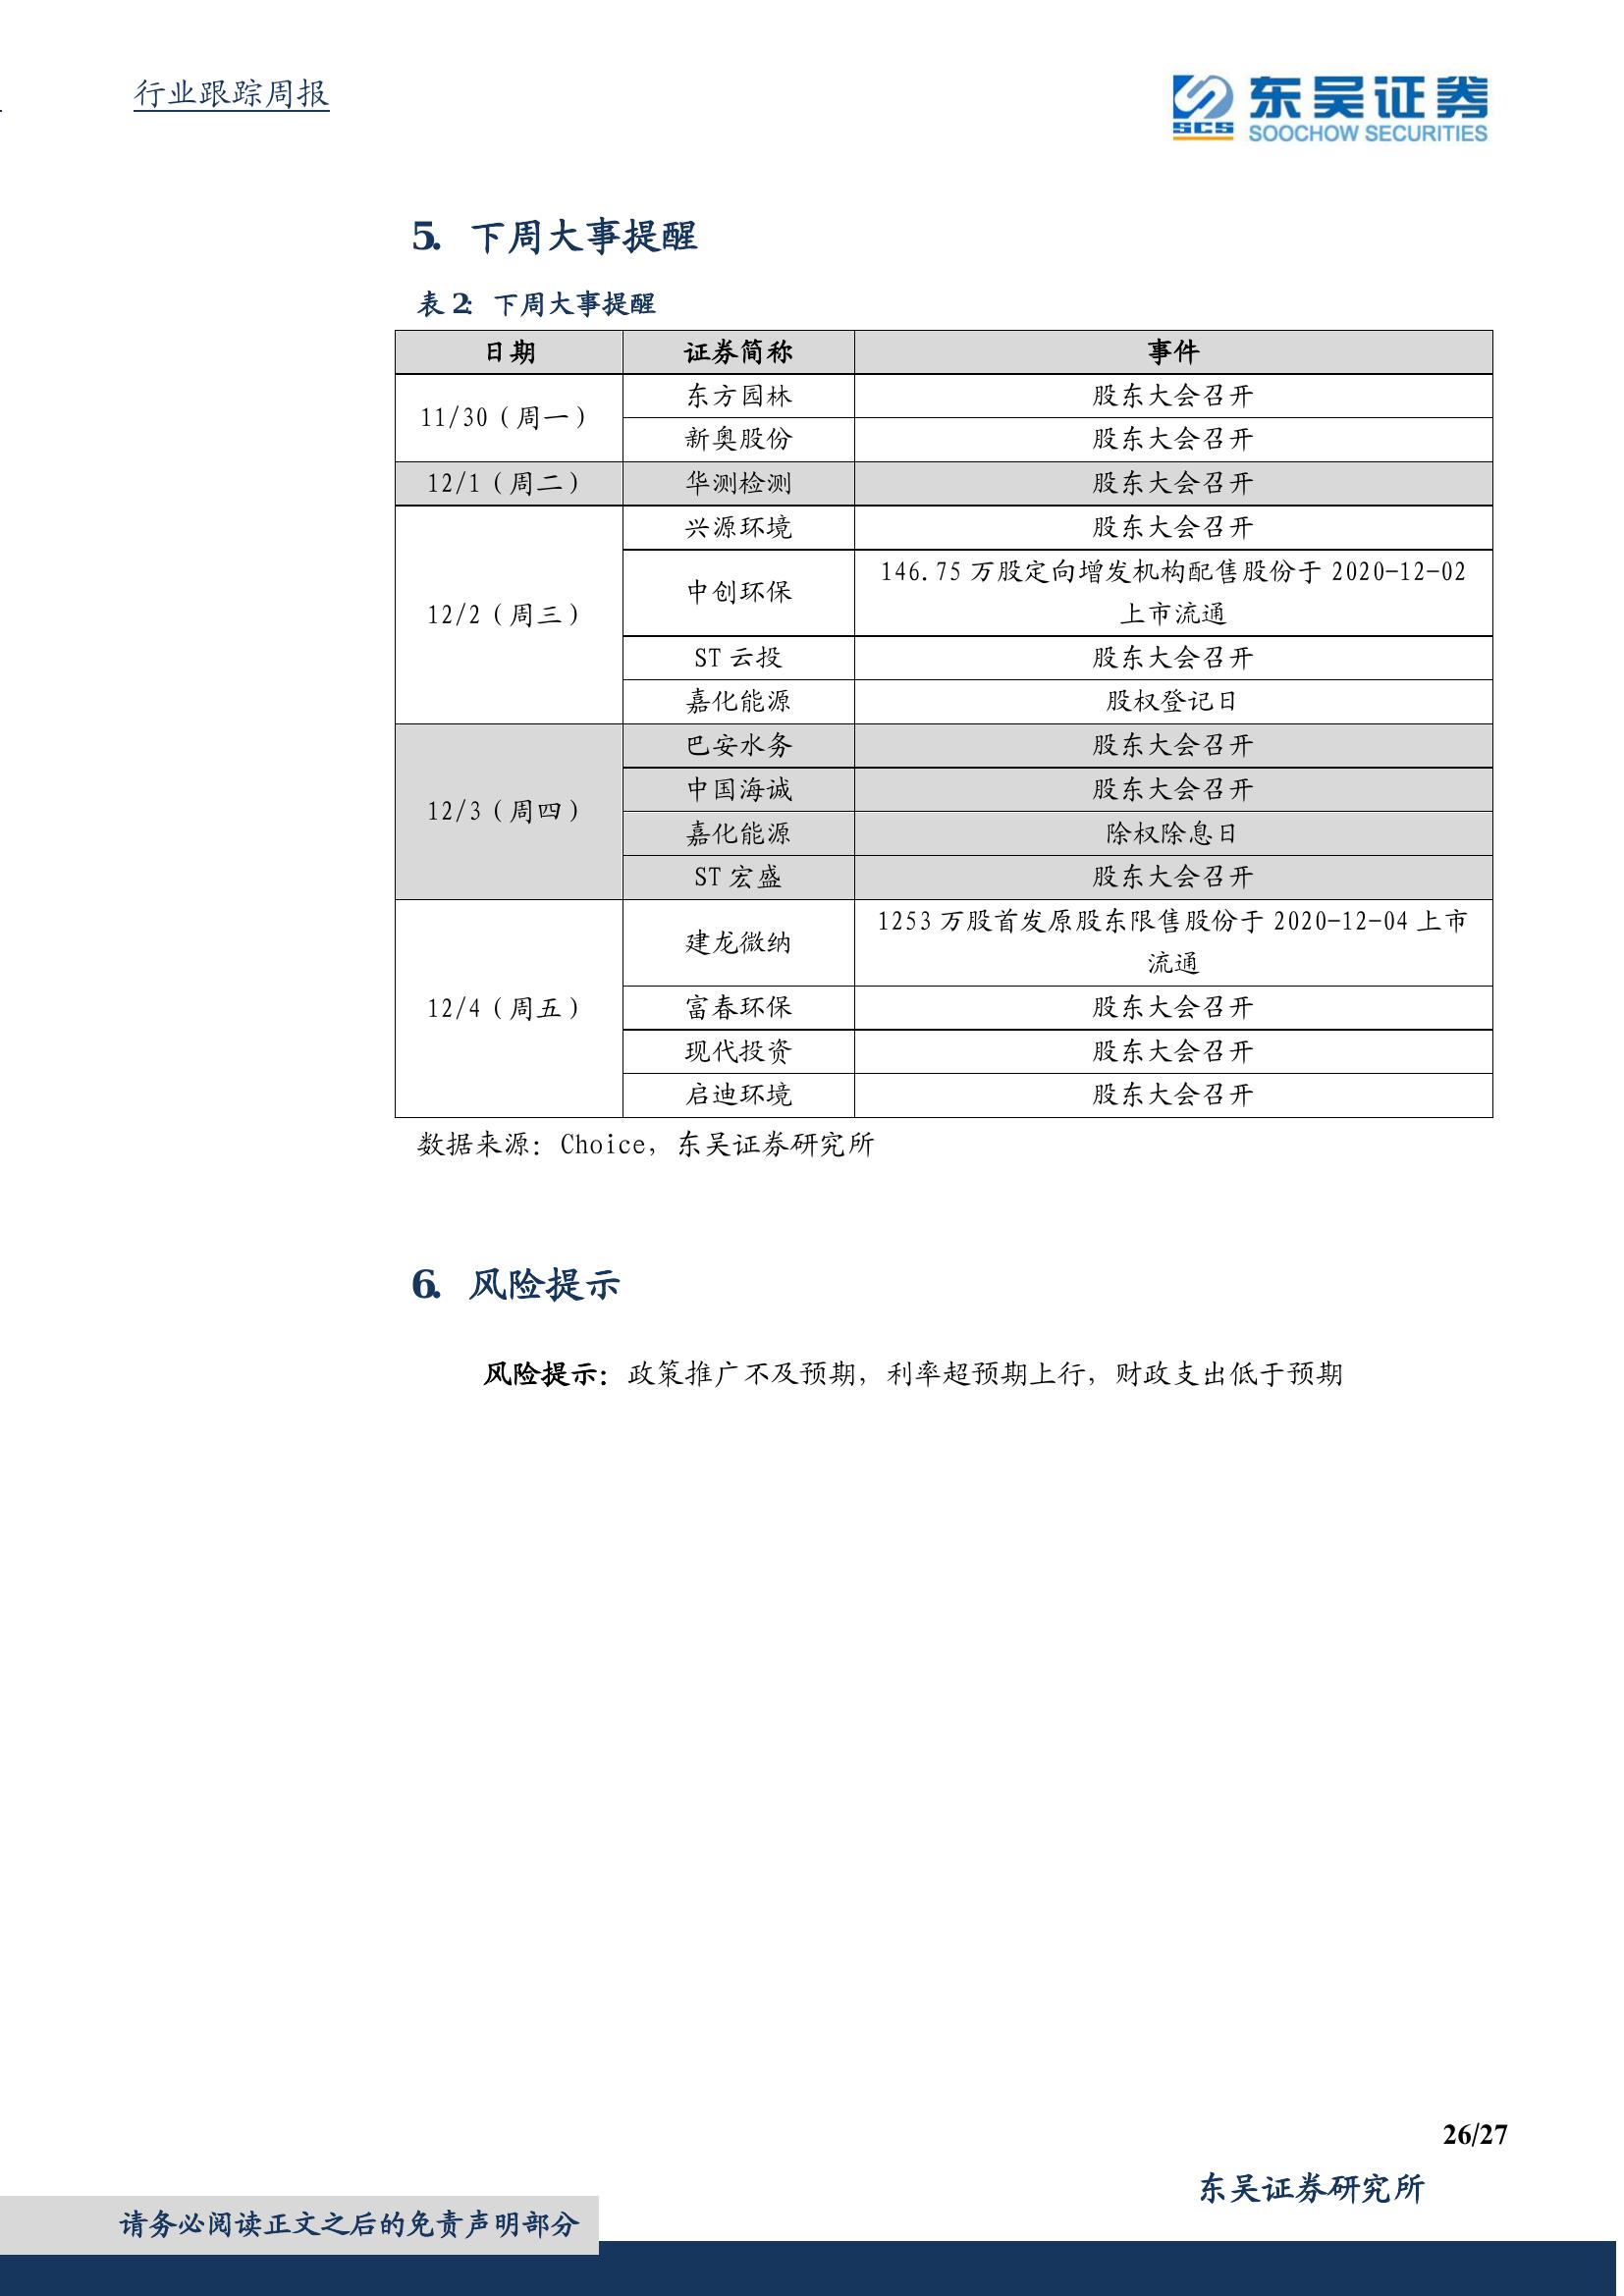 行业跟踪周报
东吴证券
SCS
SOOCHOW SECURITIES
5. 下周大事提醒
表 2: 下周大事提醒
日期 证券简称 事件
11/30（周一） 东方园林 股东大会召开
新奥股份 股东大会召开
12/1（周二） 华测检测 股东大会召开
12/2（周三） 兴源环境 股东大会召开
中创环保 146.75 万股定向增发机构配售股份于 2020-12-02
上市流通
ST 云投 股东大会召开
嘉化能源 股权登记日
12/3（周四） 巴安水务 股东大会召开
中国海诚 股东大会召开
嘉化能源 除权除息日
ST 宏盛 股东大会召开
12/4（周五） 建龙微纳 1253 万股首发原股东限售股份于 2020-12-04 上市
流通
富春环保 股东大会召开
现代投资 股东大会召开
启迪环境 股东大会召开
数据来源：Choice，东吴证券研究所
6. 风险提示
风险提示：政策推广不及预期，利率超预期上行，财政支出低于预期
26/27
东吴证券研究所
请务必阅读正文之后的免责声明部分